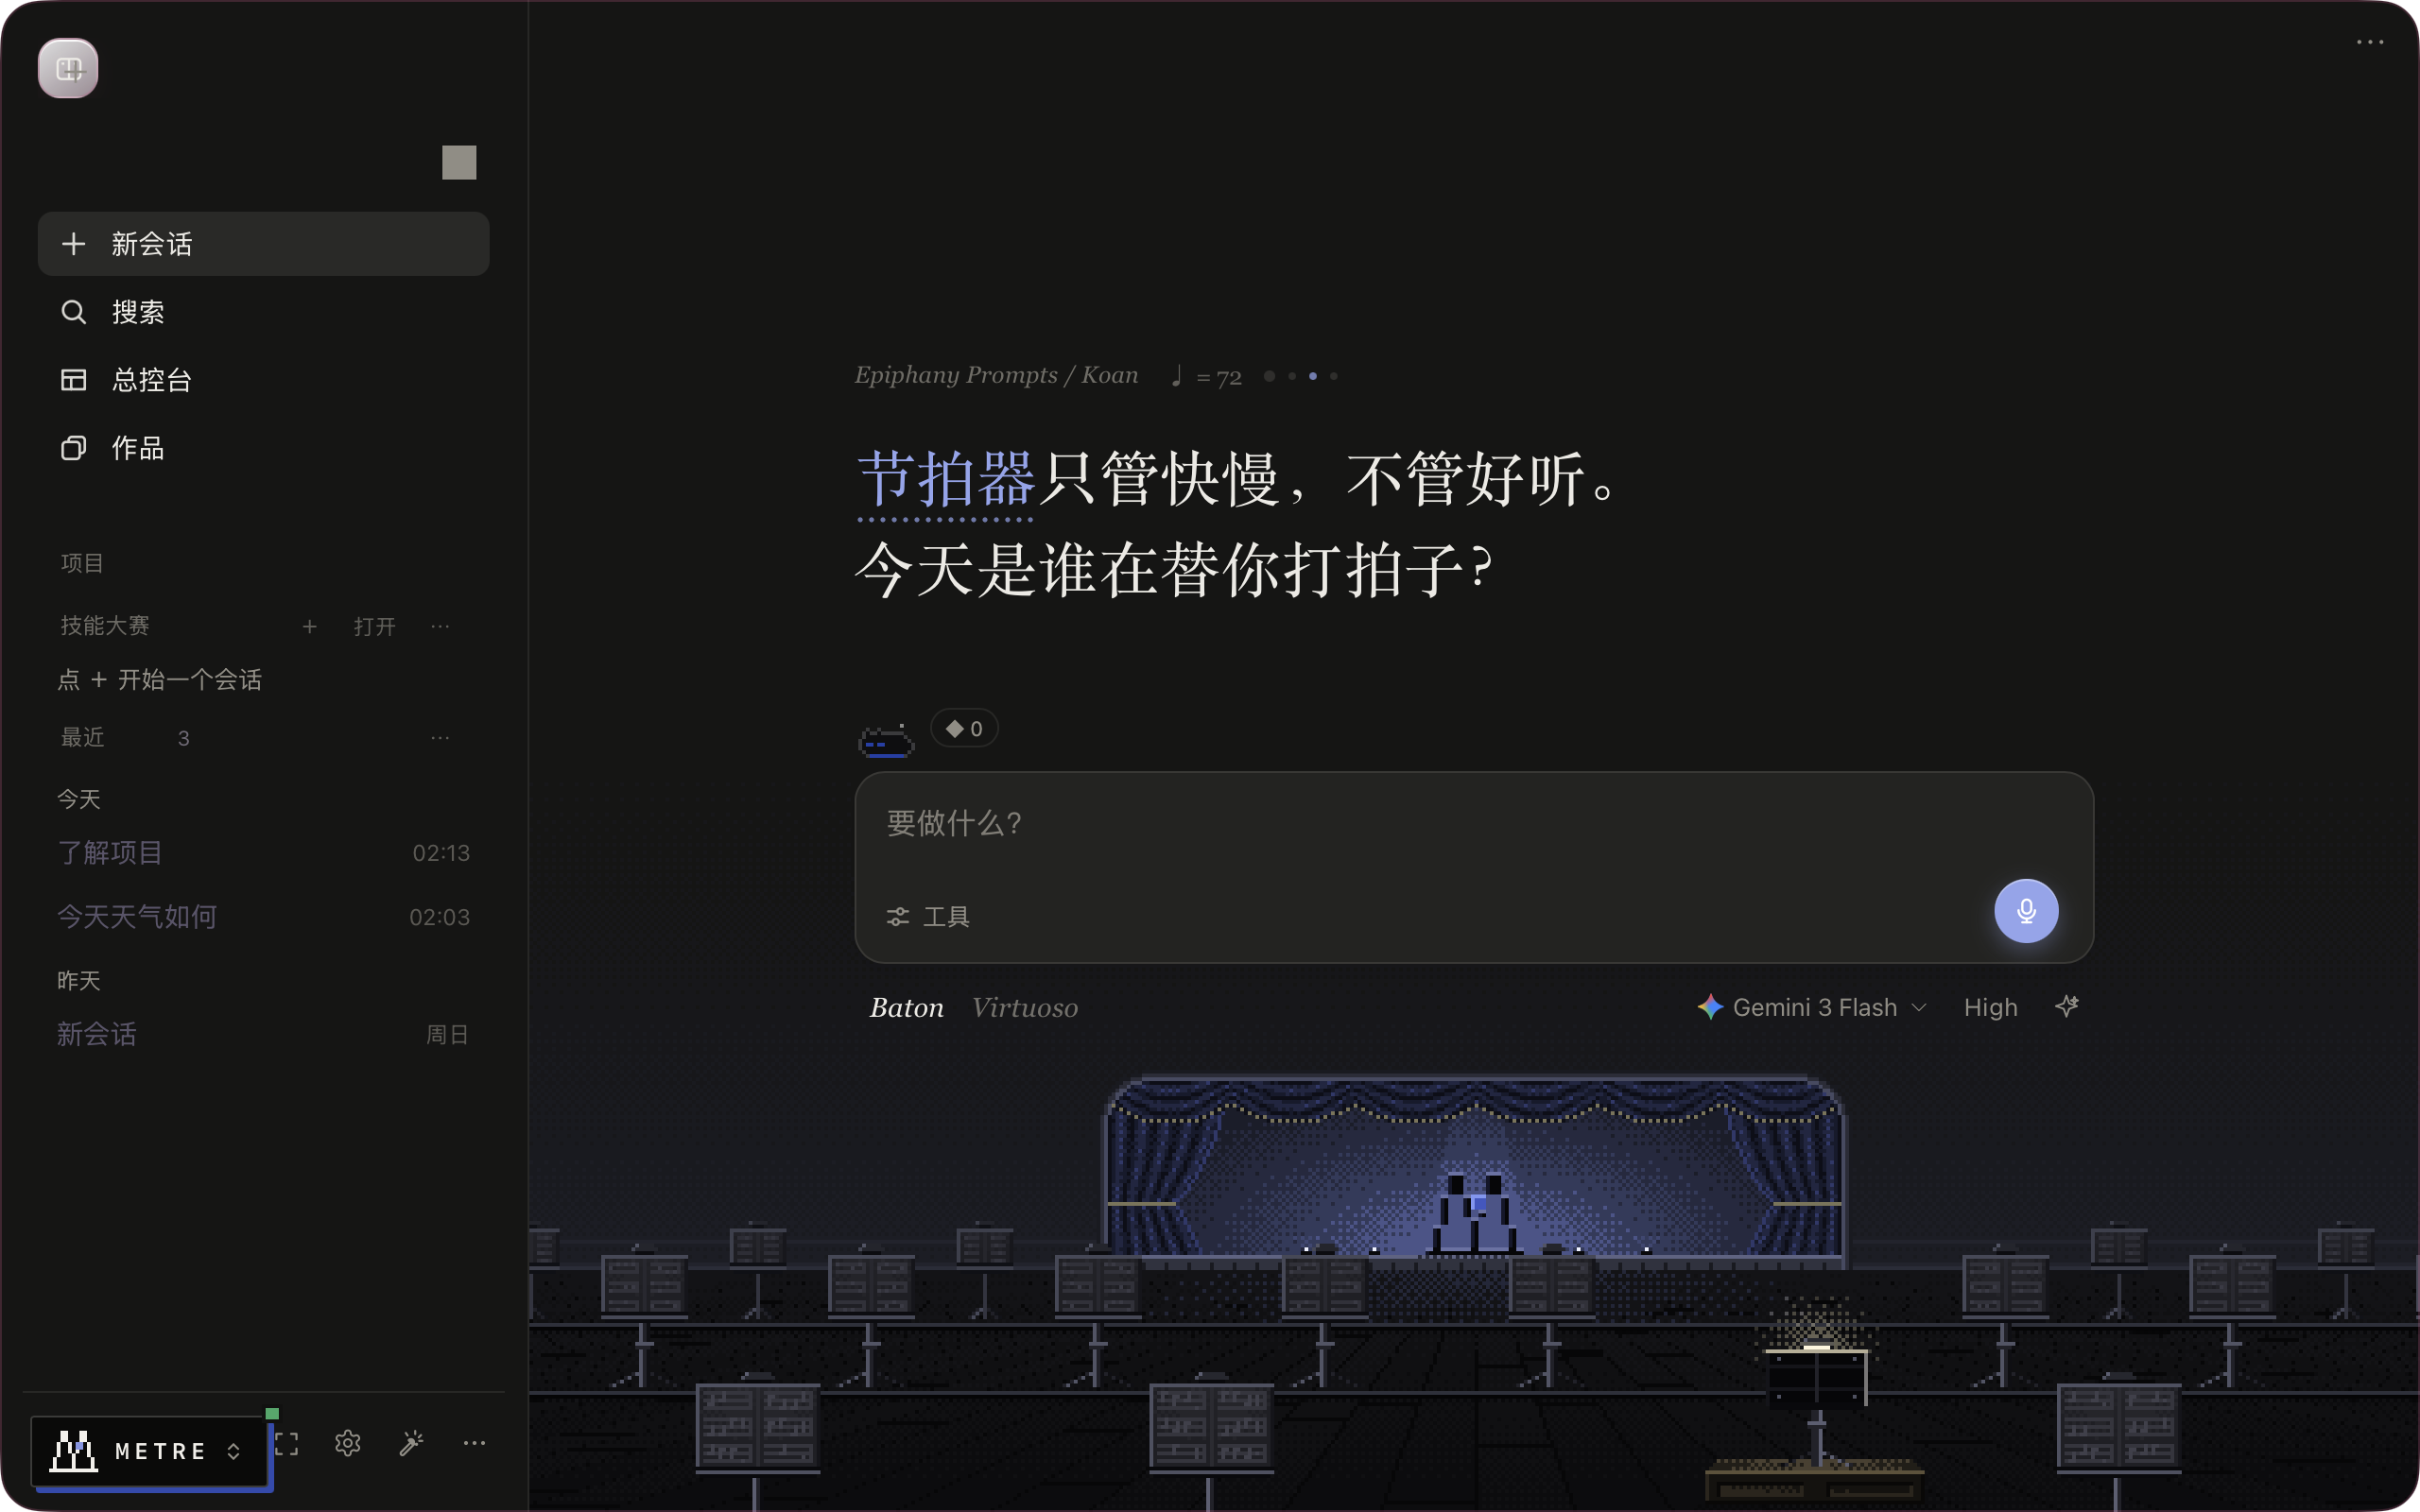 新会话
搜索
总控台
作品
项目
技能大赛 + 打开 ···
点 + 开始一个会话
最近 3 ···
今天
了解项目 02:13
今天天气如何 02:03
昨天
新会话 周日
METRE
Epiphany Prompts / Koan ♩ = 72
节拍器只管快慢，不管好听。
今天是谁在替你打拍子？
◆ 0
要做什么？
工具
Baton Virtuoso Gemini 3 Flash High